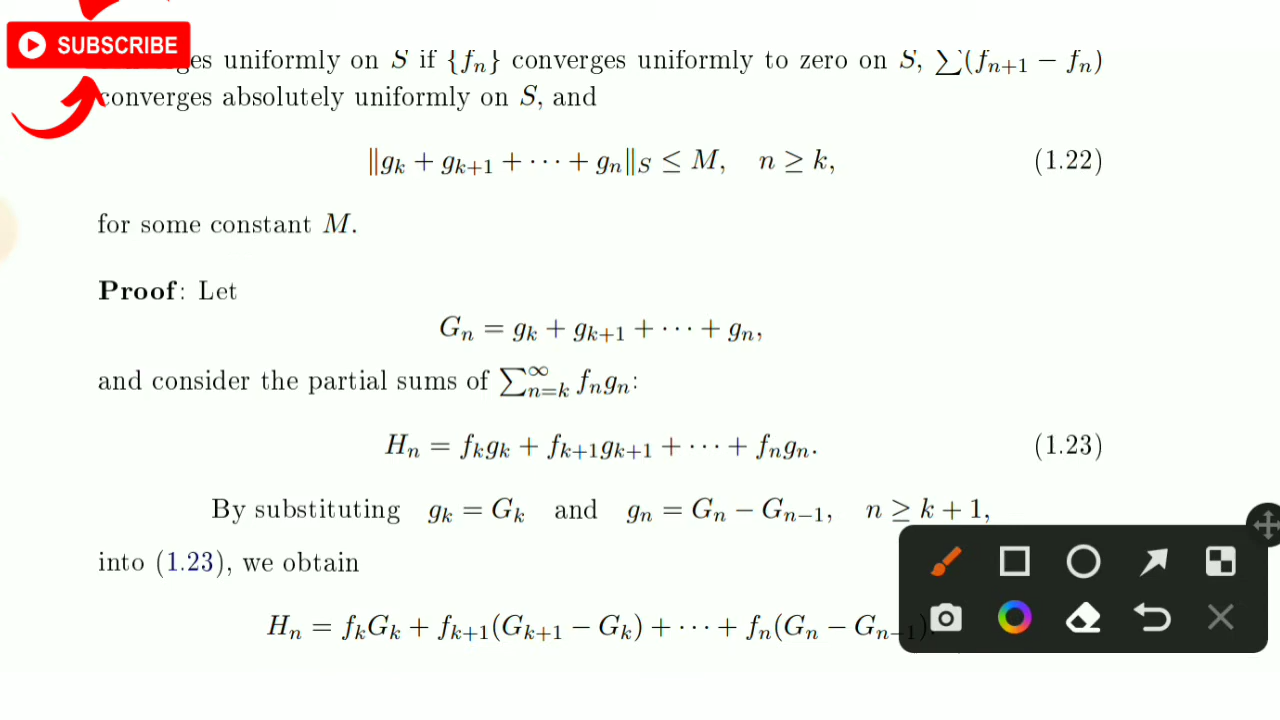 SUBSCRIBE
es uniformly on S if {fₙ} converges uniformly to zero on S, ∑(fₙ₊₁ − fₙ)
converges absolutely uniformly on S, and
‖gₖ + gₖ₊₁ + ⋯ + gₙ‖_S ≤ M, n ≥ k, (1.22)
for some constant M.
Proof: Let
Gₙ = gₖ + gₖ₊₁ + ⋯ + gₙ,
and consider the partial sums of ∑_{n=k}^{∞} fₙgₙ:
Hₙ = fₖgₖ + fₖ₊₁gₖ₊₁ + ⋯ + fₙgₙ. (1.23)
By substituting gₖ = Gₖ and gₙ = Gₙ − Gₙ₋₁, n ≥ k + 1,
into (1.23), we obtain
Hₙ = fₖGₖ + fₖ₊₁(Gₖ₊₁ − Gₖ) + ⋯ + fₙ(Gₙ − Gₙ₋₁)